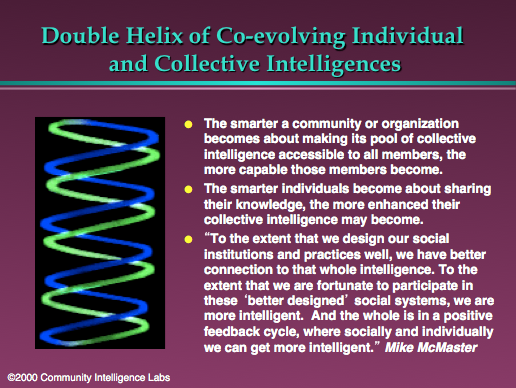 Double Helix of Co-evolving Individual
and Collective Intelligences
The smarter a community or organization
becomes about making its pool of collective
intelligence accessible to all members, the
more capable those members become.
The smarter individuals become about sharing
their knowledge, the more enhanced their
collective intelligence may become.
“To the extent that we design our social
institutions and practices well, we have better
connection to that whole intelligence. To the
extent that we are fortunate to participate in
these ‘better designed’ social systems, we are
more intelligent. And the whole is in a positive
feedback cycle, where socially and individually
we can get more intelligent.” Mike McMaster
©2000 Community Intelligence Labs